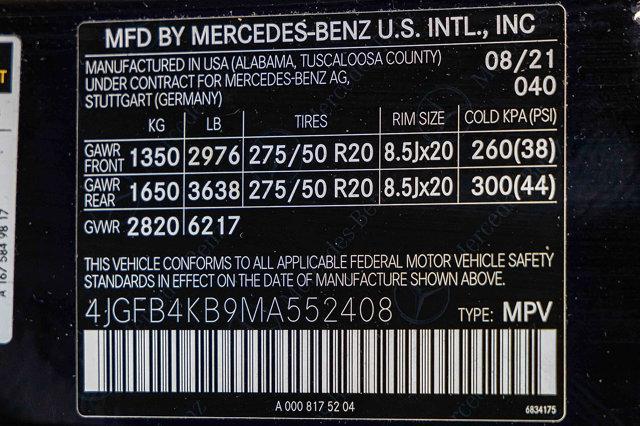 MFD BY MERCEDES-BENZ U.S. INTL., INC
MANUFACTURED IN USA (ALABAMA, TUSCALOOSA COUNTY) 08/21
UNDER CONTRACT FOR MERCEDES-BENZ AG, 040
STUTTGART (GERMANY)
KG LB TIRES RIM SIZE COLD KPA (PSI)
GAWR FRONT 1350 2976 275/50 R20 8.5Jx20 260(38)
GAWR REAR 1650 3638 275/50 R20 8.5Jx20 300(44)
GVWR 2820 6217
THIS VEHICLE CONFORMS TO ALL APPLICABLE FEDERAL MOTOR VEHICLE SAFETY
STANDARDS IN EFFECT ON THE DATE OF MANUFACTURE SHOWN ABOVE.
4JGFB4KB9MA552408 TYPE: MPV
A 000 817 52 04 6834175
A 167 584 98 17